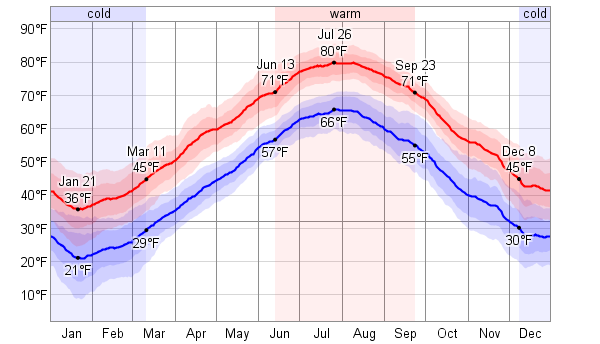 cold warm cold
90°F
80°F
70°F
60°F
50°F
40°F
30°F
20°F
10°F
Jul 26
80°F
Jun 13
71°F
Sep 23
71°F
Mar 11
45°F
Dec 8
45°F
Jan 21
36°F
66°F
57°F
55°F
29°F
30°F
21°F
Jan Feb Mar Apr May Jun Jul Aug Sep Oct Nov Dec